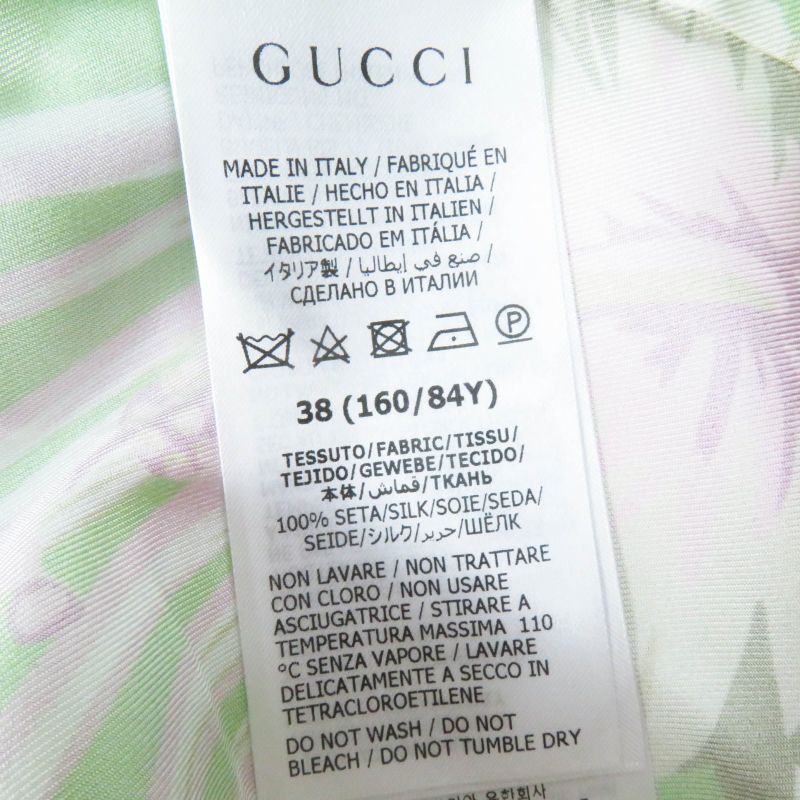 GUCCI
MADE IN ITALY / FABRIQUÉ EN
ITALIE / HECHO EN ITALIA /
HERGESTELLT IN ITALIEN /
FABRICADO EM ITÁLIA /
イタリア製 / صنع في إيطاليا /
СДЕЛАНО В ИТАЛИИ
P
38 (160/84Y)
TESSUTO/FABRIC/TISSU/
TEJIDO/GEWEBE/TECIDO/
本体/قماش/ТКАНЬ
100% SETA/SILK/SOIE/SEDA/
SEIDE/シルク/حرير/ШЁЛК
NON LAVARE / NON TRATTARE
CON CLORO / NON USARE
ASCIUGATRICE / STIRARE A
TEMPERATURA MASSIMA 110
°C SENZA VAPORE / LAVARE
DELICATAMENTE A SECCO IN
TETRACLOROETILENE
DO NOT WASH / DO NOT
BLEACH / DO NOT TUMBLE DRY